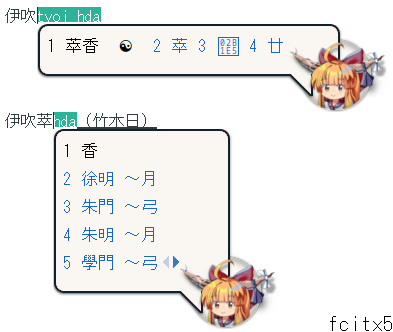 伊吹tyoi hda
1 萃香 ☯ 2 萃 3 02B1E5 4 廿
伊吹萃hda（竹木日）
1 香
2 徐明 ～月
3 朱門 ～弓
4 朱明 ～月
5 學門 ～弓
fcitx5